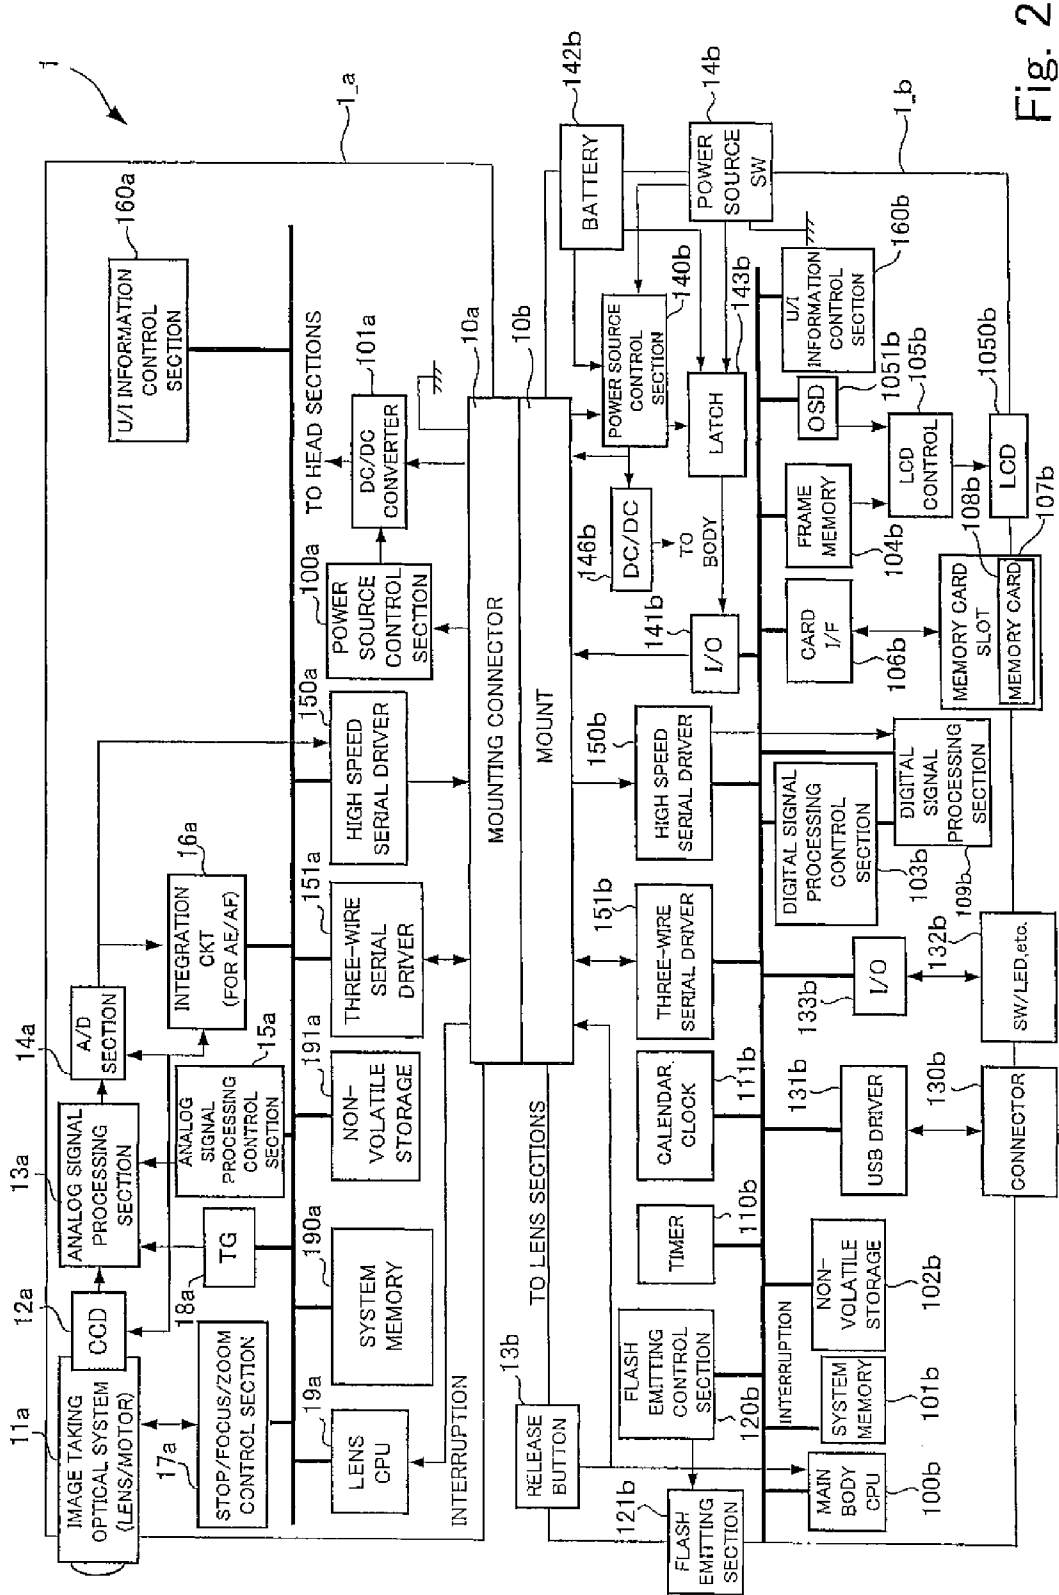 Fig. 2
1
1_a
160a
U/I INFORMATION
CONTROL
SECTION
11a
IMAGE TAKING
OPTICAL SYSTEM
(LENS/MOTOR)
12a
CCD
13a
ANALOG SIGNAL
PROCESSING
SECTION
14a
A/D
SECTION
16a
INTEGRATION
CKT
(FOR AE/AF)
15a
ANALOG
SIGNAL
PROCESSING
CONTROL
SECTION
18a
TG
17a
STOP/FOCUS/ZOOM
CONTROL SECTION
19a
LENS
CPU
190a
SYSTEM
MEMORY
191a
NON-
VOLATILE
STORAGE
151a
THREE-WIRE
SERIAL
DRIVER
150a
HIGH SPEED
SERIAL DRIVER
100a
POWER
SOURCE
CONTROL
SECTION
101a
DC/DC
CONVERTER
TO HEAD SECTIONS
INTERRUPTION
10a
MOUNTING CONNECTOR
10b
MOUNT
TO LENS SECTIONS
13b
RELEASE
BUTTON
121b
FLASH
EMITTING
SECTION
FLASH
EMITTING
CONTROL
SECTION
120b
TIMER
110b
CALENDAR
CLOCK
111b
151b
THREE-WIRE
SERIAL DRIVER
150b
HIGH SPEED
SERIAL DRIVER
141b
I/O
146b
DC/DC
TO
BODY
POWER SOURCE
CONTROL
SECTION
140b
LATCH
143b
BATTERY
142b
POWER
SOURCE
SW
14b
1_b
INTERRUPTION
MAIN
BODY
CPU
100b
SYSTEM
MEMORY
101b
NON-
VOLATILE
STORAGE
102b
131b
USB DRIVER
130b
CONNECTOR
133b
I/O
132b
SW/LED,etc.
DIGITAL SIGNAL
PROCESSING
CONTROL
SECTION
103b
DIGITAL
SIGNAL
PROCESSING
SECTION
109b
CARD
I/F
106b
MEMORY CARD
SLOT
MEMORY CARD
108b
107b
FRAME
MEMORY
104b
OSD
1051b
LCD
CONTROL
105b
LCD
1050b
U/I
INFORMATION
CONTROL
SECTION
160b